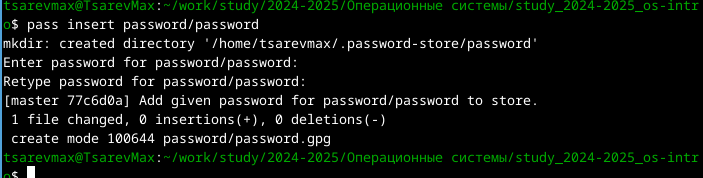 tsarevmax@TsarevMax:~/work/study/2024-2025/Операционные системы/study_2024-2025_os-intr
o$ pass insert password/password
mkdir: created directory '/home/tsarevmax/.password-store/password'
Enter password for password/password:
Retype password for password/password:
[master 77c6d0a] Add given password for password/password to store.
 1 file changed, 0 insertions(+), 0 deletions(-)
 create mode 100644 password/password.gpg
tsarevmax@TsarevMax:~/work/study/2024-2025/Операционные системы/study_2024-2025_os-intr
o$